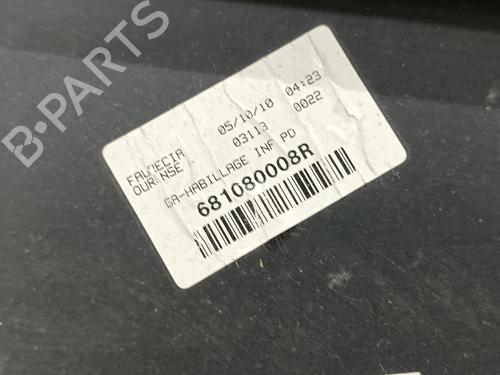 FAURECIA 05/10/10 04:23
OURENSE 03113 0022
GA-HABILLAGE INF PD
681080008R
B-PARTS